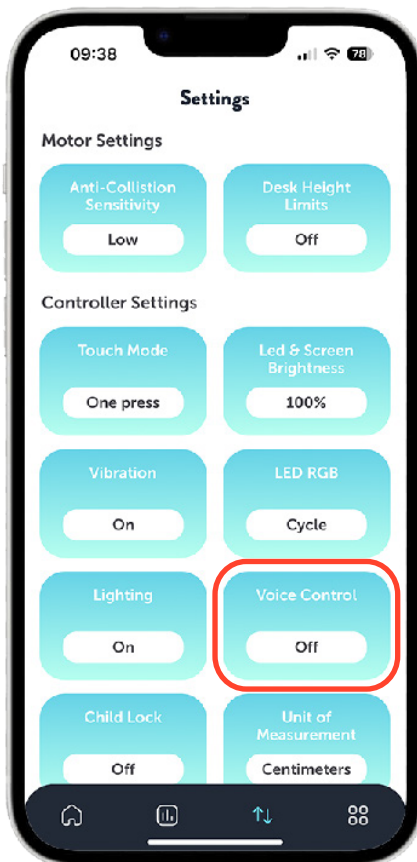 09:38
78
Settings
Motor Settings
Anti-Collistion
Sensitivity
Low
Desk Height
Limits
Off
Controller Settings
Touch Mode
One press
Led & Screen
Brightness
100%
Vibration
On
LED RGB
Cycle
Lighting
On
Voice Control
Off
Child Lock
Off
Unit of
Measurement
Centimeters